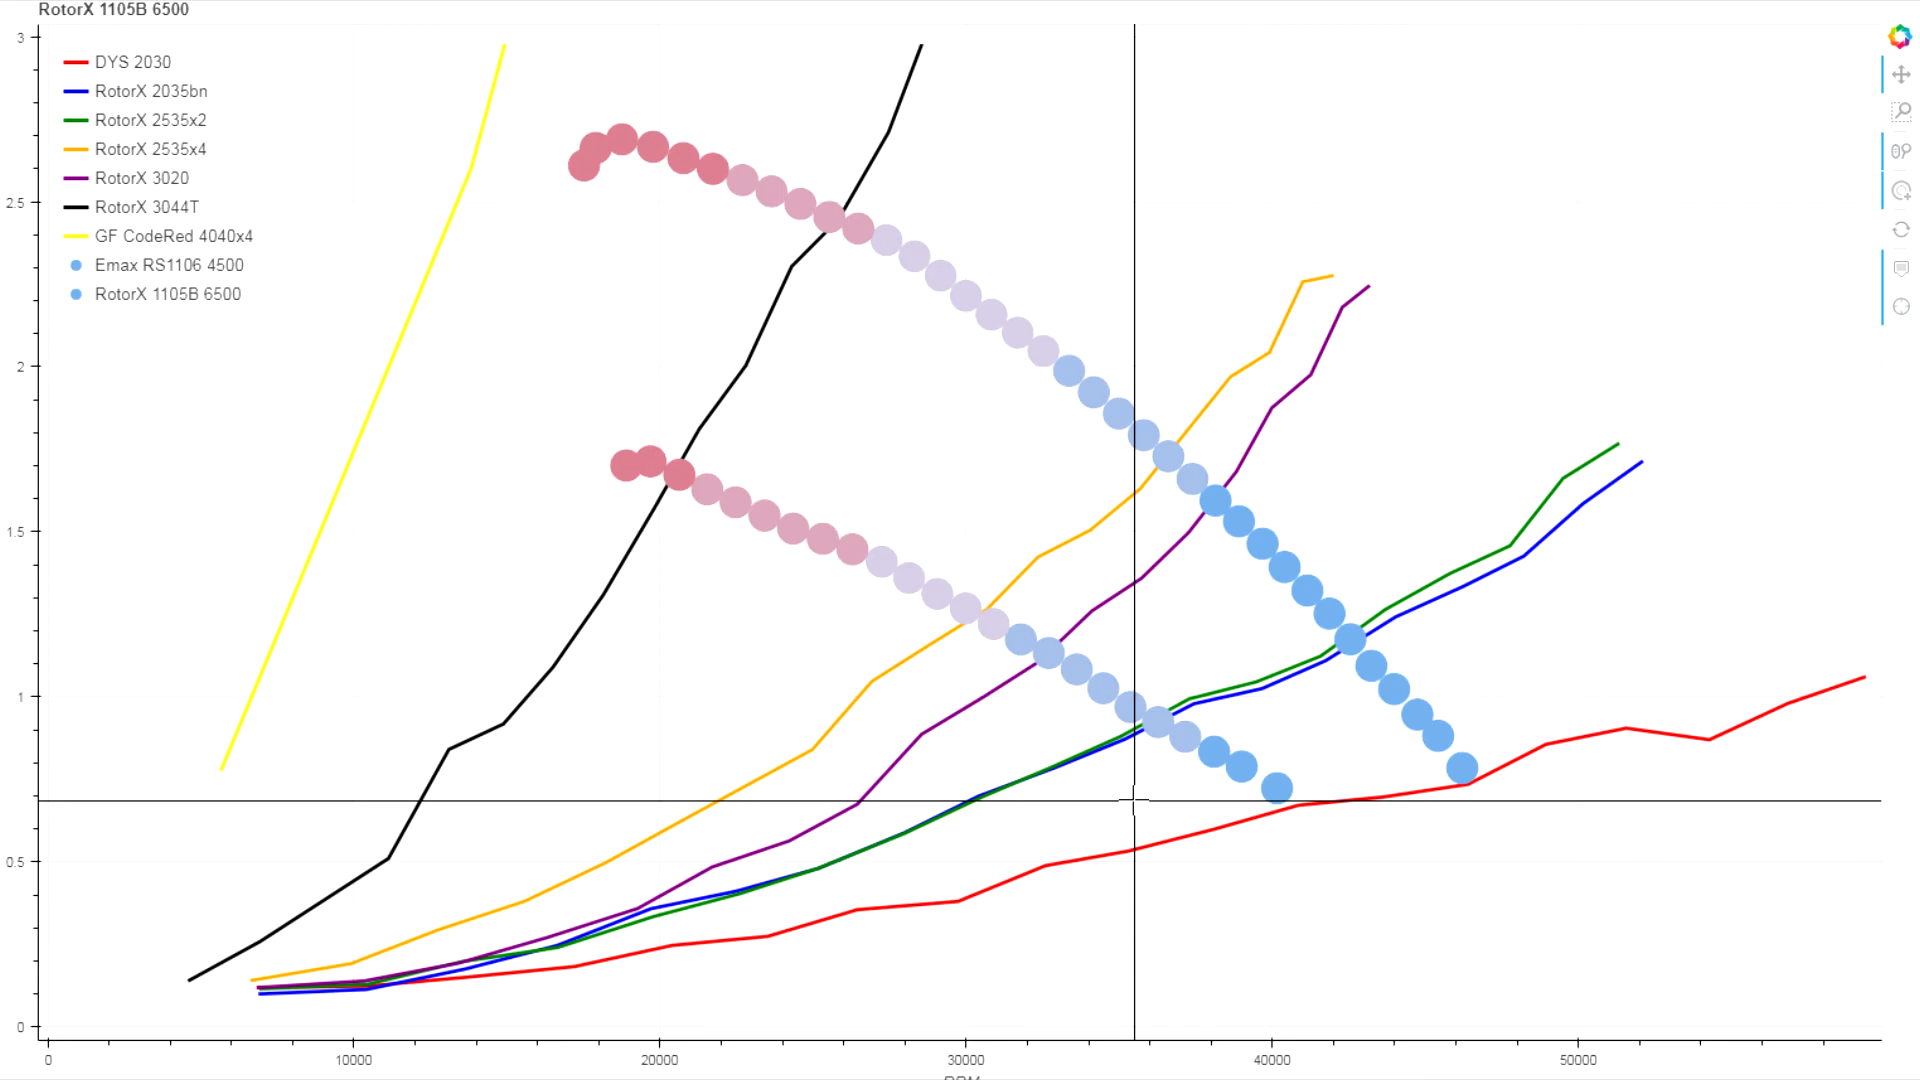 RotorX 1105B 6500
3
DYS 2030
RotorX 2035bn
RotorX 2535x2
RotorX 2535x4
RotorX 3020
RotorX 3044T
GF CodeRed 4040x4
Emax RS1106 4500
RotorX 1105B 6500
2.5
2
1.5
1
0.5
0
0 10000 20000 30000 40000 50000
RPM